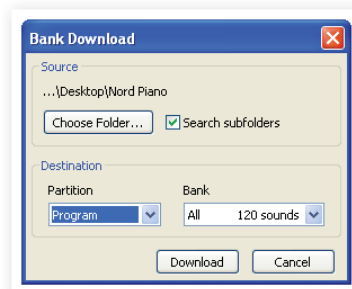 Bank Download
Source
...\Desktop\Nord Piano
Choose Folder... Search subfolders
Destination
Partition Bank
Program All 120 sounds
Download Cancel